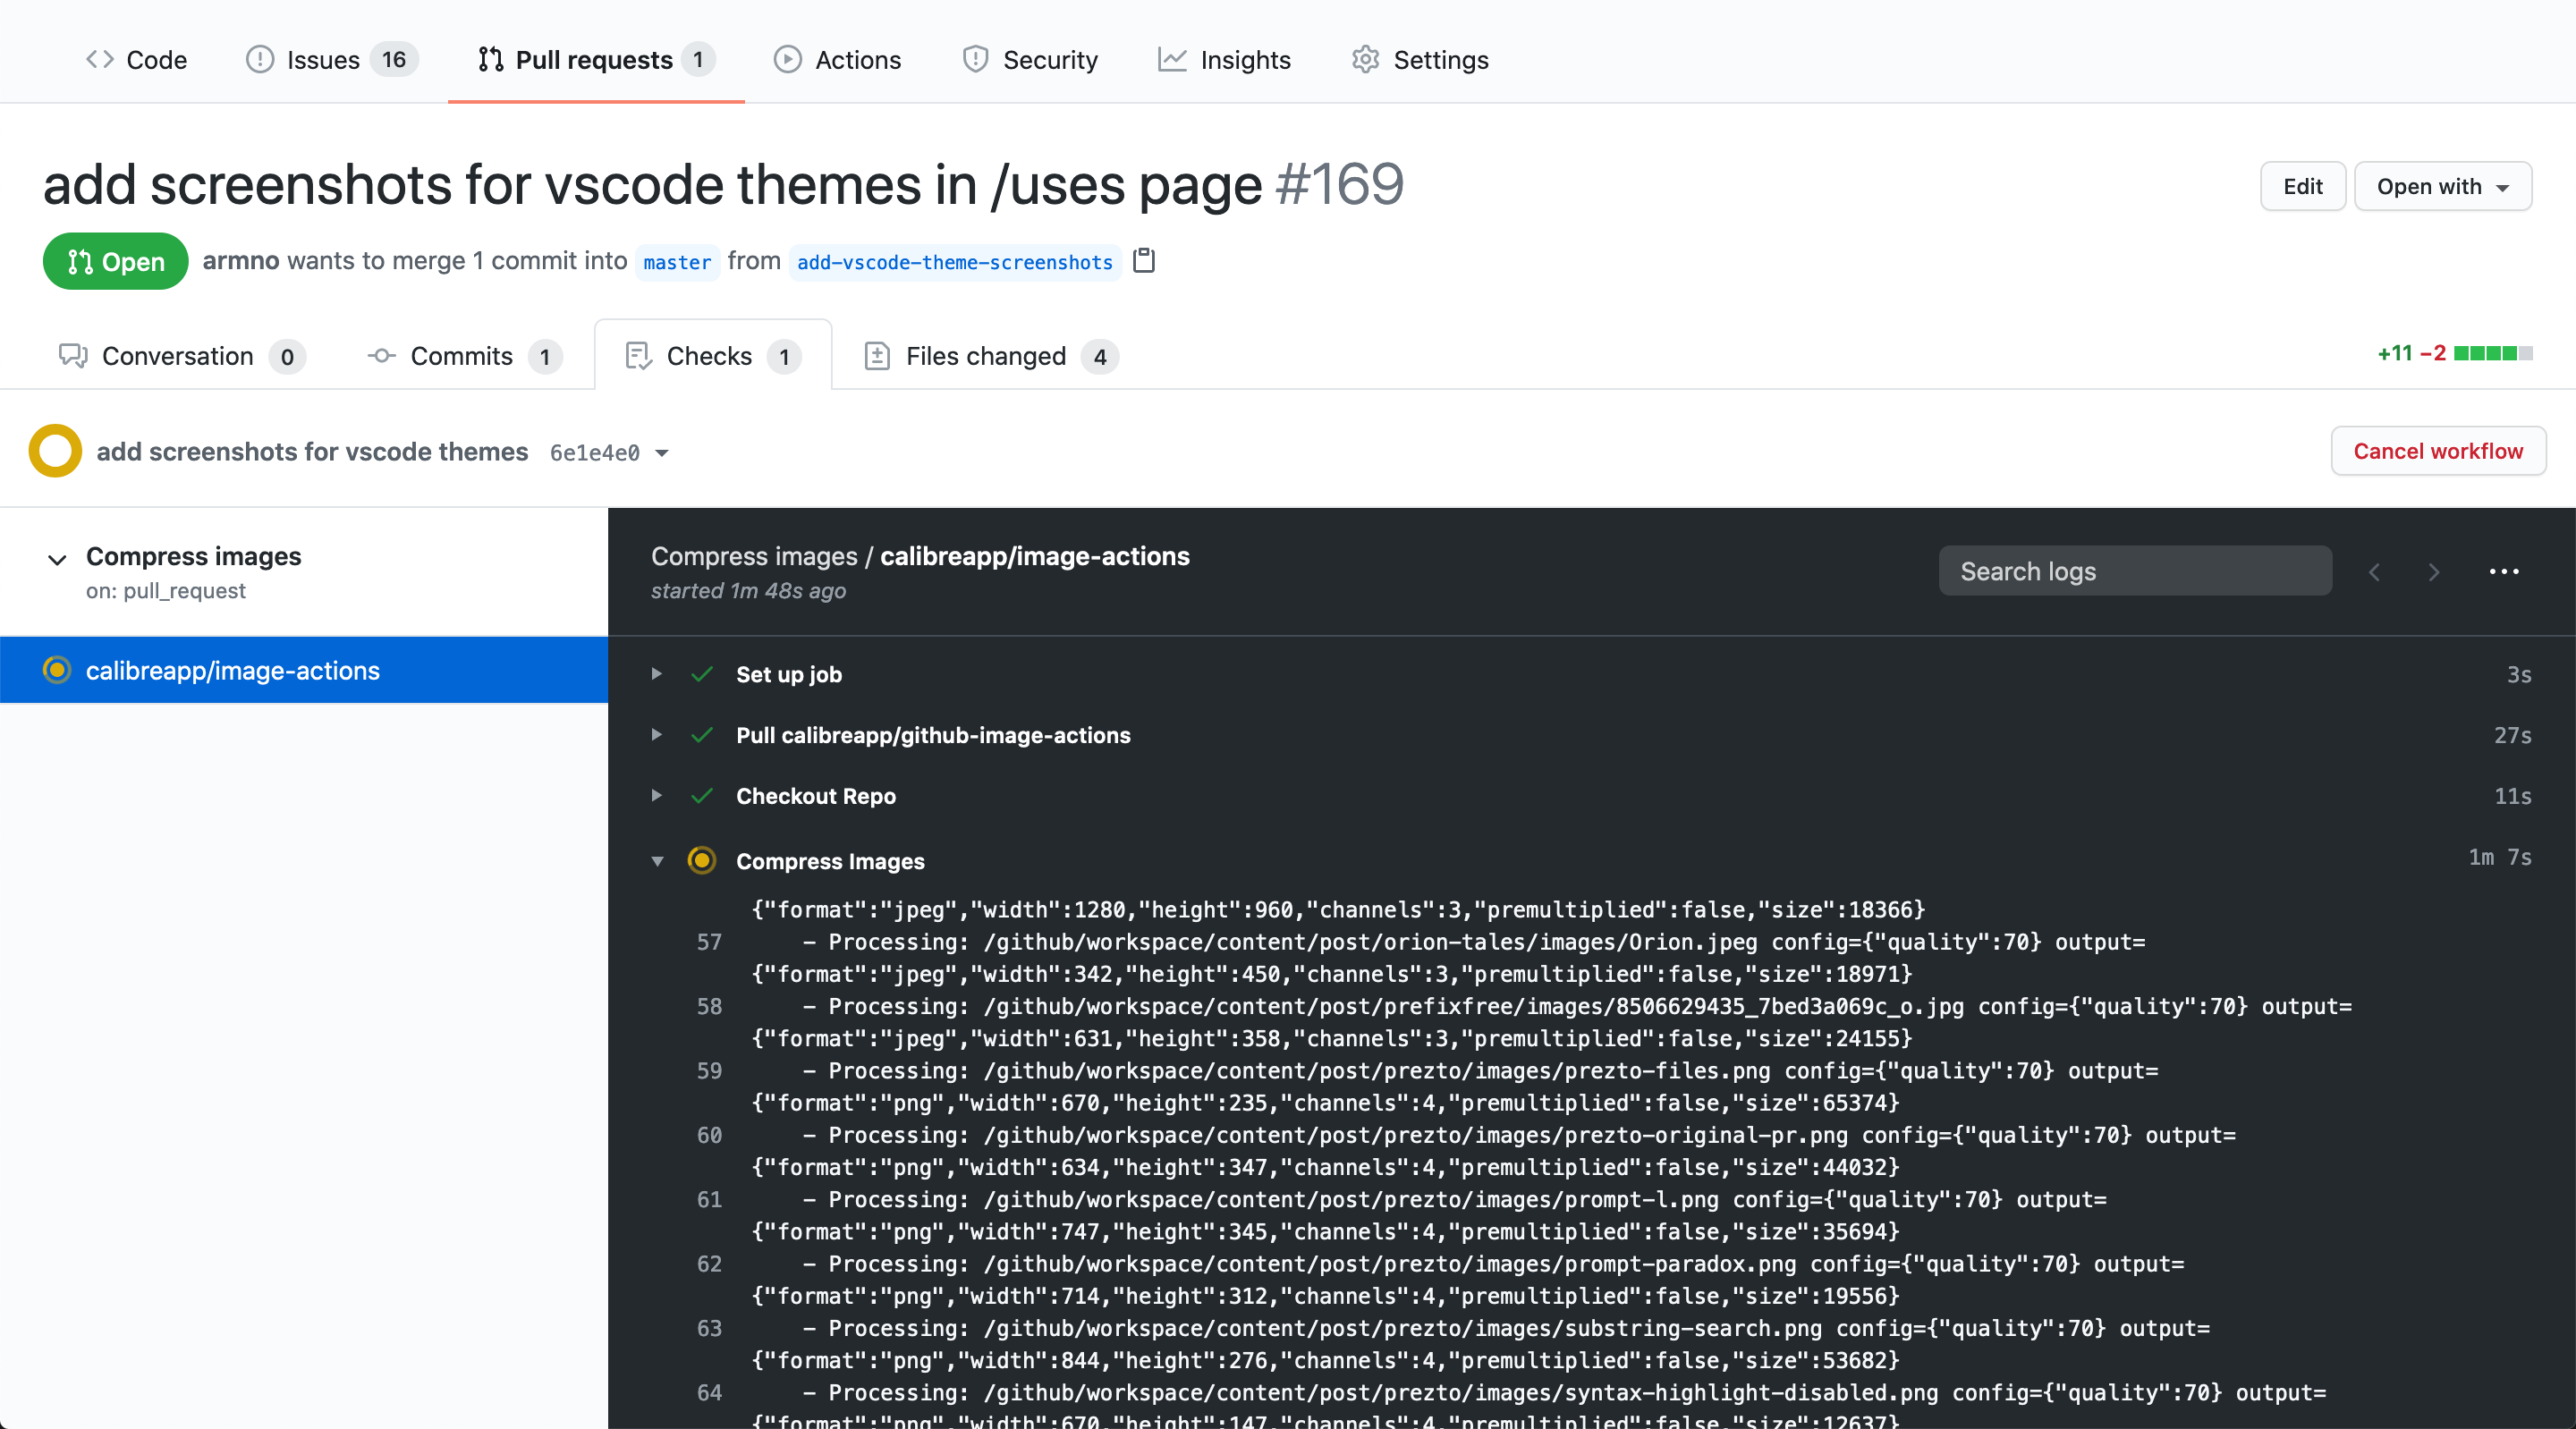 Code Issues 16 Pull requests 1 Actions Security Insights Settings
add screenshots for vscode themes in /uses page #169
Edit Open with
Open armno wants to merge 1 commit into master from add-vscode-theme-screenshots
Conversation 0 Commits 1 Checks 1 Files changed 4
+11 −2
add screenshots for vscode themes 6e1e4e0
Cancel workflow
Compress images
on: pull_request
calibreapp/image-actions
Compress images / calibreapp/image-actions
started 1m 48s ago
Search logs
Set up job 3s
Pull calibreapp/github-image-actions 27s
Checkout Repo 11s
Compress Images 1m 7s
{"format":"jpeg","width":1280,"height":960,"channels":3,"premultiplied":false,"size":18366}
57 – Processing: /github/workspace/content/post/orion-tales/images/Orion.jpeg config={"quality":70} output=
{"format":"jpeg","width":342,"height":450,"channels":3,"premultiplied":false,"size":18971}
58 – Processing: /github/workspace/content/post/prefixfree/images/8506629435_7bed3a069c_o.jpg config={"quality":70} output=
{"format":"jpeg","width":631,"height":358,"channels":3,"premultiplied":false,"size":24155}
59 – Processing: /github/workspace/content/post/prezto/images/prezto-files.png config={"quality":70} output=
{"format":"png","width":670,"height":235,"channels":4,"premultiplied":false,"size":65374}
60 – Processing: /github/workspace/content/post/prezto/images/prezto-original-pr.png config={"quality":70} output=
{"format":"png","width":634,"height":347,"channels":4,"premultiplied":false,"size":44032}
61 – Processing: /github/workspace/content/post/prezto/images/prompt-l.png config={"quality":70} output=
{"format":"png","width":747,"height":345,"channels":4,"premultiplied":false,"size":35694}
62 – Processing: /github/workspace/content/post/prezto/images/prompt-paradox.png config={"quality":70} output=
{"format":"png","width":714,"height":312,"channels":4,"premultiplied":false,"size":19556}
63 – Processing: /github/workspace/content/post/prezto/images/substring-search.png config={"quality":70} output=
{"format":"png","width":844,"height":276,"channels":4,"premultiplied":false,"size":53682}
64 – Processing: /github/workspace/content/post/prezto/images/syntax-highlight-disabled.png config={"quality":70} output=
{"format":"png","width":670,"height":147,"channels":4,"premultiplied":false,"size":12637}